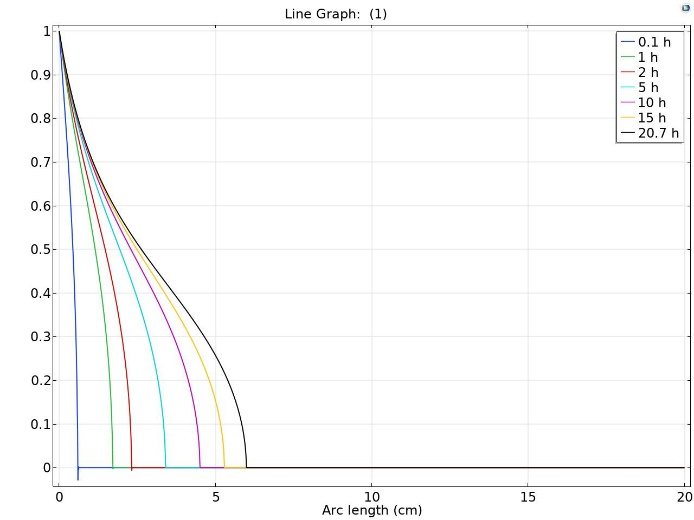 Line Graph: (1)
1
0.9
0.8
0.7
0.6
0.5
0.4
0.3
0.2
0.1
0
0.1 h
1 h
2 h
5 h
10 h
15 h
20.7 h
0 5 10 15 20
Arc length (cm)